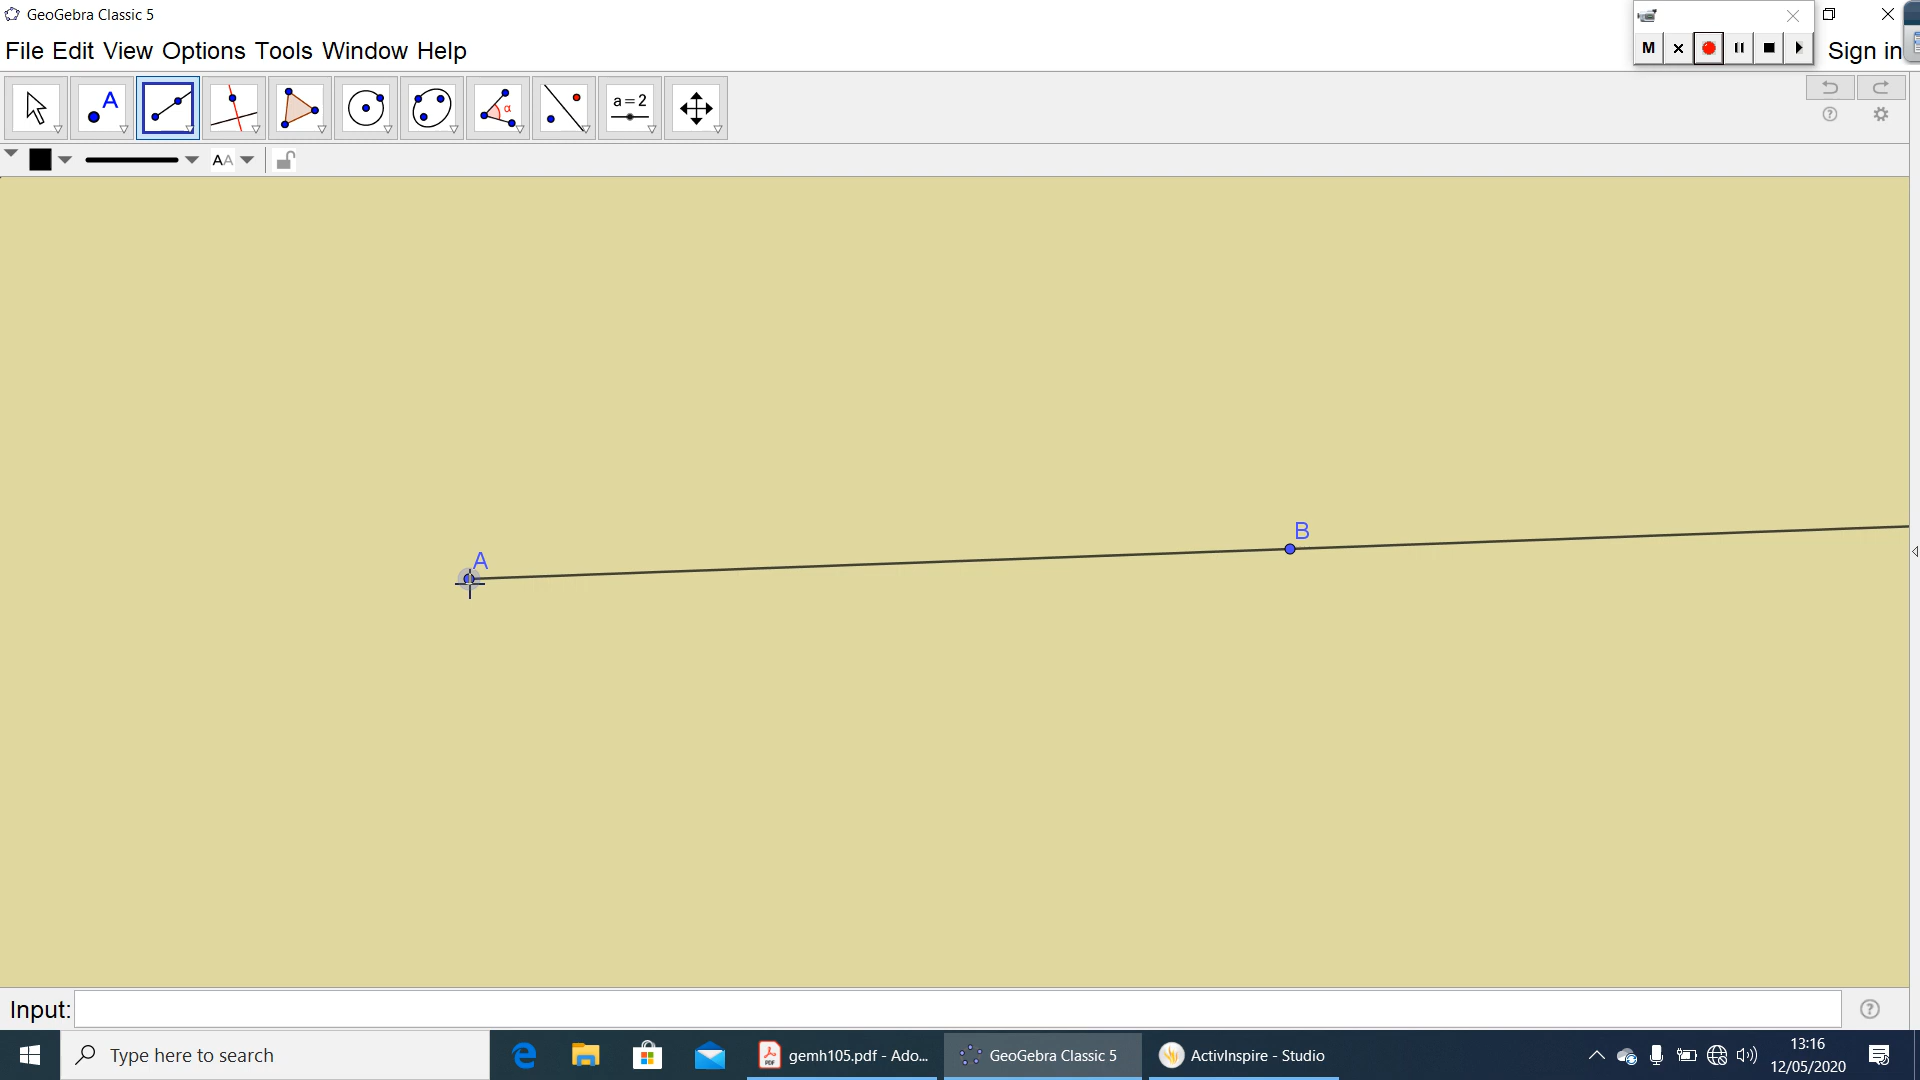 GeoGebra Classic 5
File Edit View Options Tools Window Help
M
Sign in
A
α
a = 2
AA
B
A
Input:
Type here to search
gemh105.pdf - Ado...
GeoGebra Classic 5
ActivInspire - Studio
13:16
12/05/2020